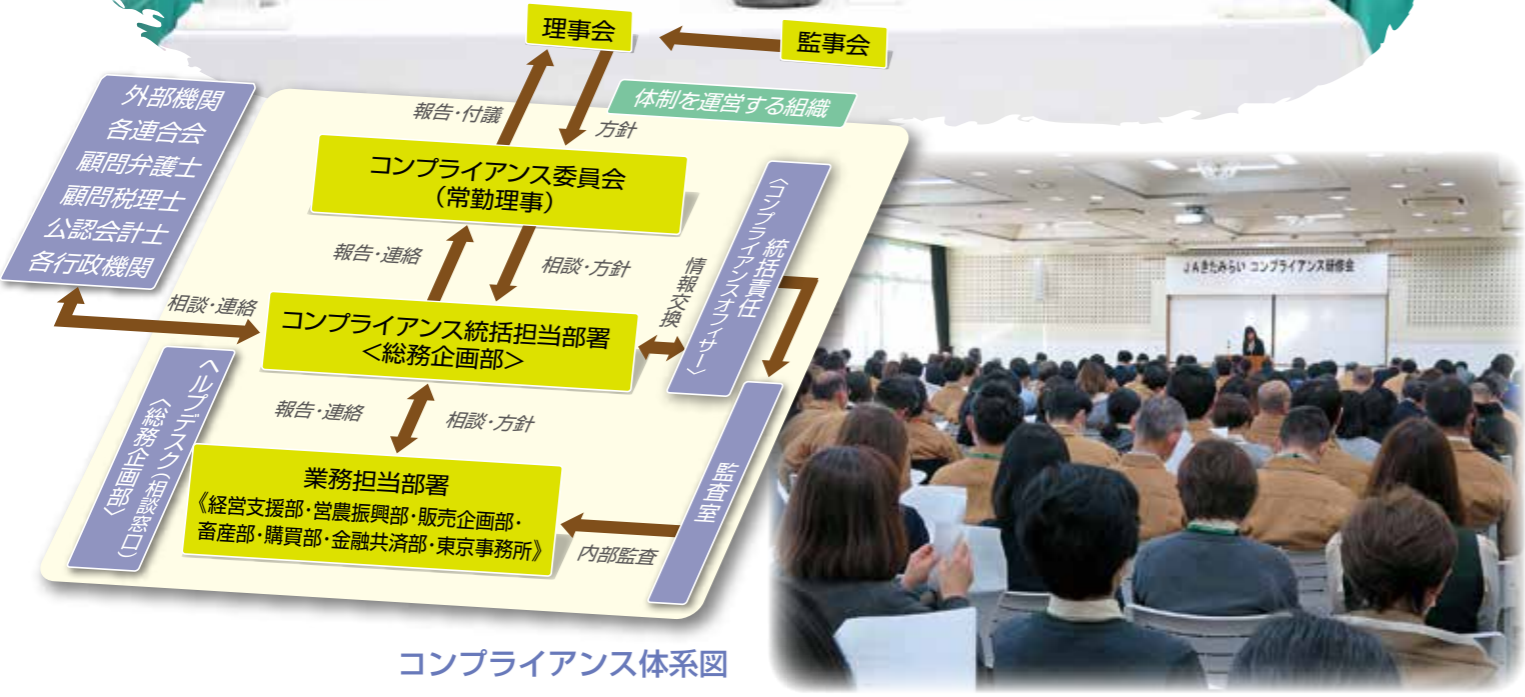 理事会
監事会
体制を運営する組織
報告・付議
方針
外部機関
各連合会
顧問弁護士
顧問税理士
公認会計士
各行政機関
コンプライアンス委員会
（常勤理事）
統括責任
〈コンプライアンスオフィサー〉
報告・連絡
相談・方針
情報交換
相談・連絡
コンプライアンス統括担当部署
＜総務企画部＞
ヘルプデスク（相談窓口）
〈総務企画部〉
報告・連絡
相談・方針
監査室
業務担当部署
《経営支援部・営農振興部・販売企画部・
畜産部・購買部・金融共済部・東京事務所》
内部監査
コンプライアンス体系図
ＪＡきたみらい コンプライアンス研修会